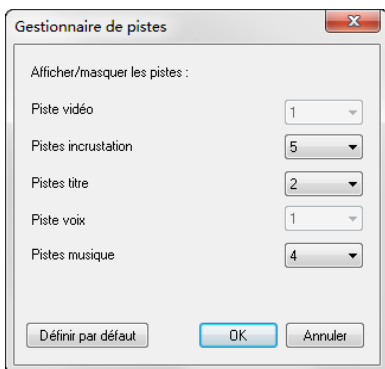 Gestionnaire de pistes
Afficher/masquer les pistes :
Piste vidéo 1
Pistes incrustation 5
Pistes titre 2
Piste voix 1
Pistes musique 4
Définir par défaut OK Annuler